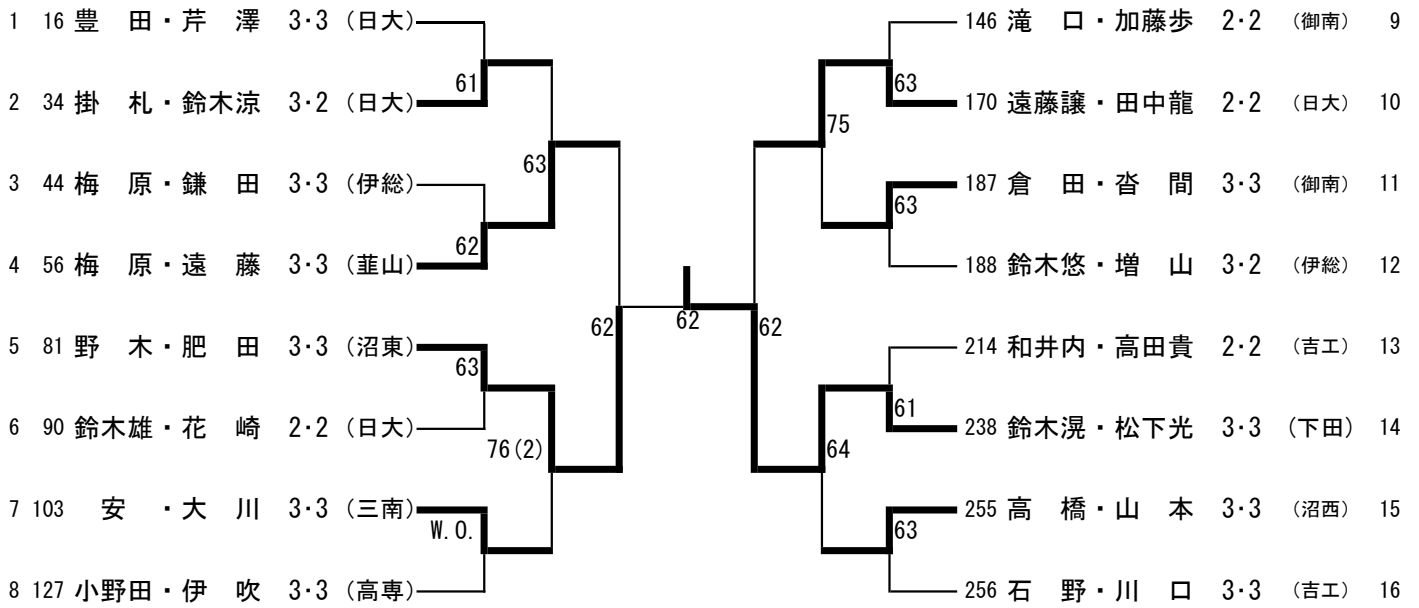 1 16 豊 田・芹 澤 3・3 (日大)
61
2 34 掛 札・鈴木涼 3・2 (日大)
63
3 44 梅 原・鎌 田 3・3 (伊総)
62
4 56 梅 原・遠 藤 3・3 (韮山)
62
5 81 野 木・肥 田 3・3 (沼東)
63
6 90 鈴木雄・花 崎 2・2 (日大)
76(2)
7 103 安 ・大 川 3・3 (三南)
W.O.
8 127 小野田・伊 吹 3・3 (高専)
62
146 滝 口・加藤歩 2・2 (御南) 9
63
170 遠藤譲・田中龍 2・2 (日大) 10
75
187 倉 田・沓 間 3・3 (御南) 11
63
188 鈴木悠・増 山 3・2 (伊総) 12
62
214 和井内・高田貴 2・2 (吉工) 13
61
238 鈴木滉・松下光 3・3 (下田) 14
64
255 高 橋・山 本 3・3 (沼西) 15
63
256 石 野・川 口 3・3 (吉工) 16